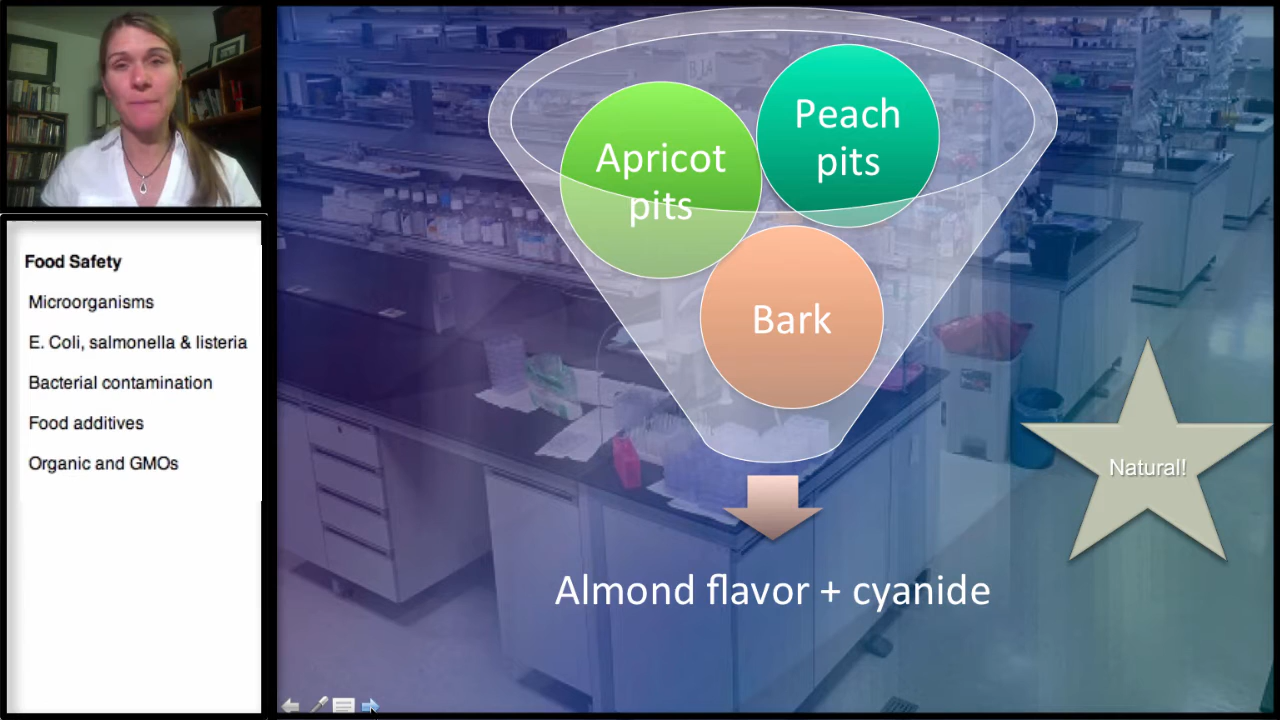 Food Safety
Microorganisms
E. Coli, salmonella & listeria
Bacterial contamination
Food additives
Organic and GMOs
Apricot
pits
Peach
pits
Bark
Natural!
Almond flavor + cyanide